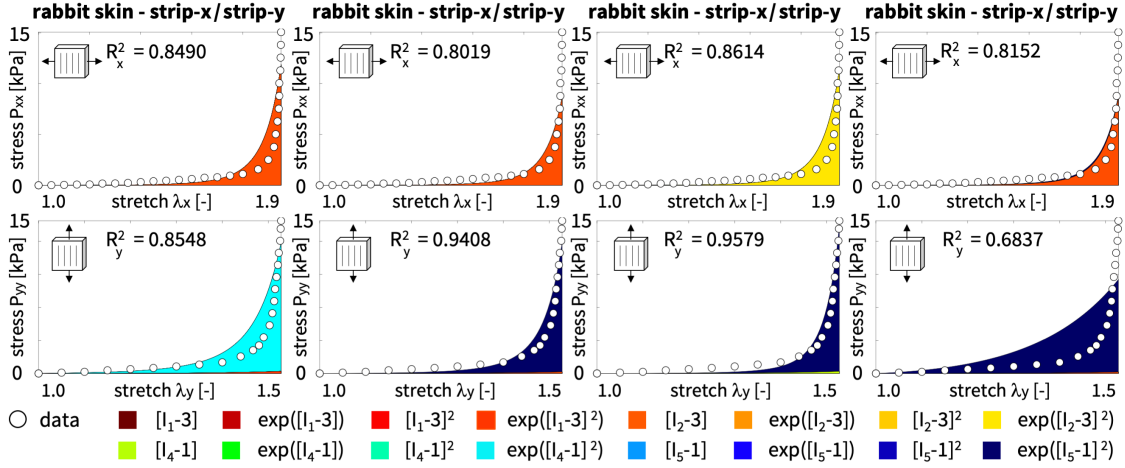 rabbit skin - strip-x/strip-y rabbit skin - strip-x/strip-y rabbit skin - strip-x/strip-y rabbit skin - strip-x/strip-y
15 15 15 15
R²ₓ = 0.8490 R²ₓ = 0.8019 R²ₓ = 0.8614 R²ₓ = 0.8152
stress Pxx [kPa] stress Pxx [kPa] stress Pxx [kPa] stress Pxx [kPa]
0 0 0 0
1.0 stretch λx [-] 1.9 1.0 stretch λx [-] 1.9 1.0 stretch λx [-] 1.9 1.0 stretch λx [-] 1.9
15 15 15 15
R²y = 0.8548 R²y = 0.9408 R²y = 0.9579 R²y = 0.6837
stress Pyy [kPa] stress Pyy [kPa] stress Pyy [kPa] stress Pyy [kPa]
0 0 0 0
1.0 stretch λy [-] 1.5 1.0 stretch λy [-] 1.5 1.0 stretch λy [-] 1.5 1.0 stretch λy [-] 1.5
data [I₁-3] exp([I₁-3]) [I₁-3]² exp([I₁-3]²) [I₂-3] exp([I₂-3]) [I₂-3]² exp([I₂-3]²)
[I₄-1] exp([I₄-1]) [I₄-1]² exp([I₄-1]²) [I₅-1] exp([I₅-1]) [I₅-1]² exp([I₅-1]²)